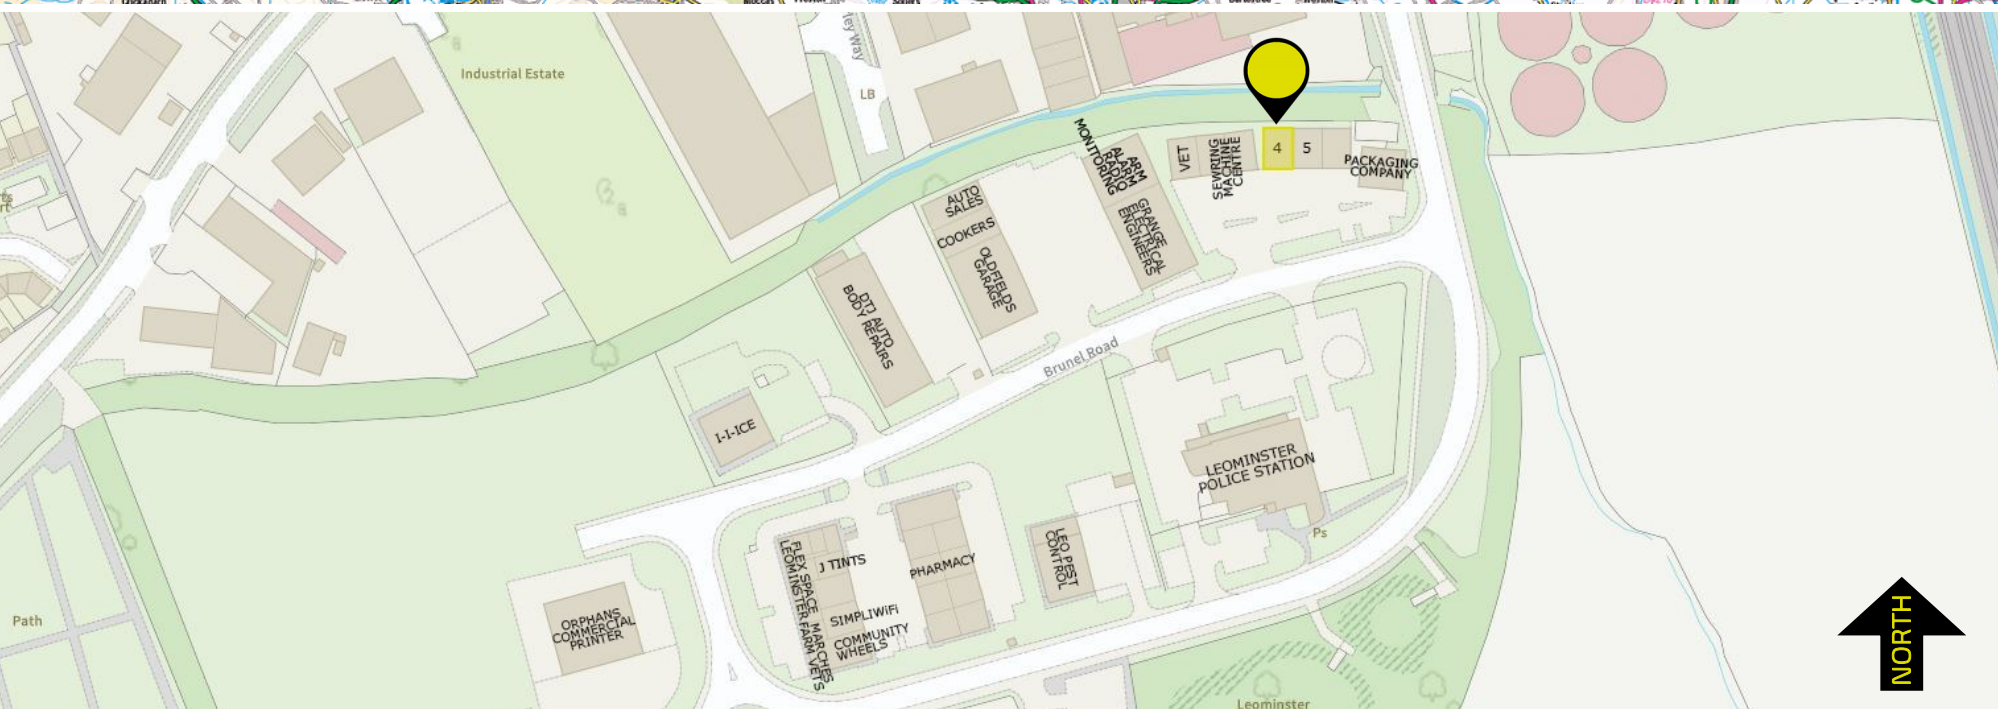 ley Way
Industrial Estate
LB
MONITORING
RADIO
ALARM
ARM
VET
SEWRING
MACHINE
CENTRE
4
5
PACKAGING
COMPANY
AUTO
SALES
COOKERS
OLDFIELDS
GARAGE
GRANGE
ELECTRICAL
ENGINEERS
DTJ AUTO
BODY REPAIRS
Brunel Road
I-I-ICE
LEOMINSTER
POLICE STATION
Ps
LEO PEST
CONTROL
PHARMACY
J TINTS
FLEX SPACE
LEOMINSTER
SIMPLIWiFi
COMMUNITY
WHEELS
MARCHES
FARM VETS
ORPHANS
COMMERCIAL
PRINTER
Path
Leominster
NORTH